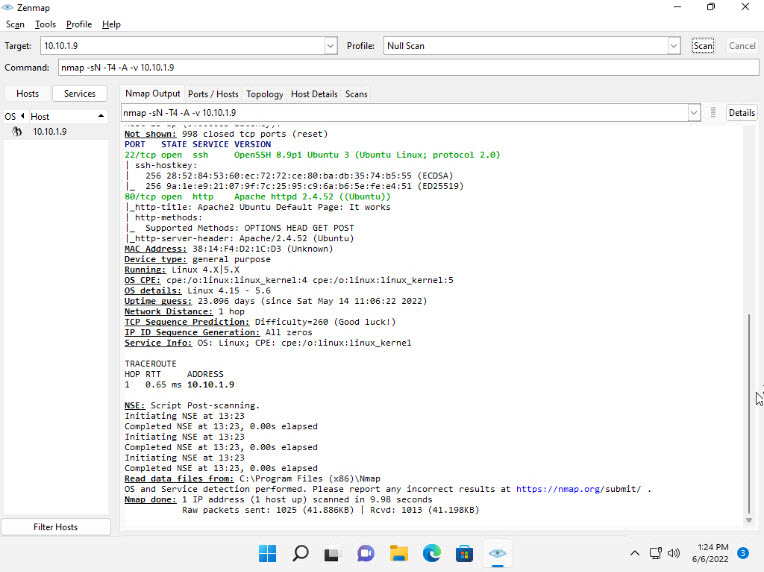 Zenmap
Scan Tools Profile Help
Target: 10.10.1.9 Profile: Null Scan Scan Cancel
Command: nmap -sN -T4 -A -v 10.10.1.9
Hosts Services Nmap Output Ports / Hosts Topology Host Details Scans
OS Host nmap -sN -T4 -A -v 10.10.1.9 Details
10.10.1.9
Not shown: 998 closed tcp ports (reset)
PORT STATE SERVICE VERSION
22/tcp open ssh OpenSSH 8.9p1 Ubuntu 3 (Ubuntu Linux; protocol 2.0)
| ssh-hostkey:
| 256 28:52:84:53:60:ec:72:72:ce:80:ba:db:35:74:b5:55 (ECDSA)
|_ 256 9a:1e:e9:21:07:9f:7c:25:95:c9:6a:b6:5e:fe:e4:51 (ED25519)
80/tcp open http Apache httpd 2.4.52 ((Ubuntu))
|_http-title: Apache2 Ubuntu Default Page: It works
| http-methods:
|_ Supported Methods: OPTIONS HEAD GET POST
|_http-server-header: Apache/2.4.52 (Ubuntu)
MAC Address: 38:14:F4:D2:1C:D3 (Unknown)
Device type: general purpose
Running: Linux 4.X|5.X
OS CPE: cpe:/o:linux:linux_kernel:4 cpe:/o:linux:linux_kernel:5
OS details: Linux 4.15 - 5.6
Uptime guess: 23.096 days (since Sat May 14 11:06:22 2022)
Network Distance: 1 hop
TCP Sequence Prediction: Difficulty=260 (Good luck!)
IP ID Sequence Generation: All zeros
Service Info: OS: Linux; CPE: cpe:/o:linux:linux_kernel
TRACEROUTE
HOP RTT ADDRESS
1 0.65 ms 10.10.1.9
NSE: Script Post-scanning.
Initiating NSE at 13:23
Completed NSE at 13:23, 0.00s elapsed
Initiating NSE at 13:23
Completed NSE at 13:23, 0.00s elapsed
Initiating NSE at 13:23
Completed NSE at 13:23, 0.00s elapsed
Read data files from: C:\Program Files (x86)\Nmap
OS and Service detection performed. Please report any incorrect results at https://nmap.org/submit/ .
Nmap done: 1 IP address (1 host up) scanned in 9.98 seconds
Raw packets sent: 1025 (41.886KB) | Rcvd: 1013 (41.198KB)
Filter Hosts
1:24 PM
6/6/2022
3